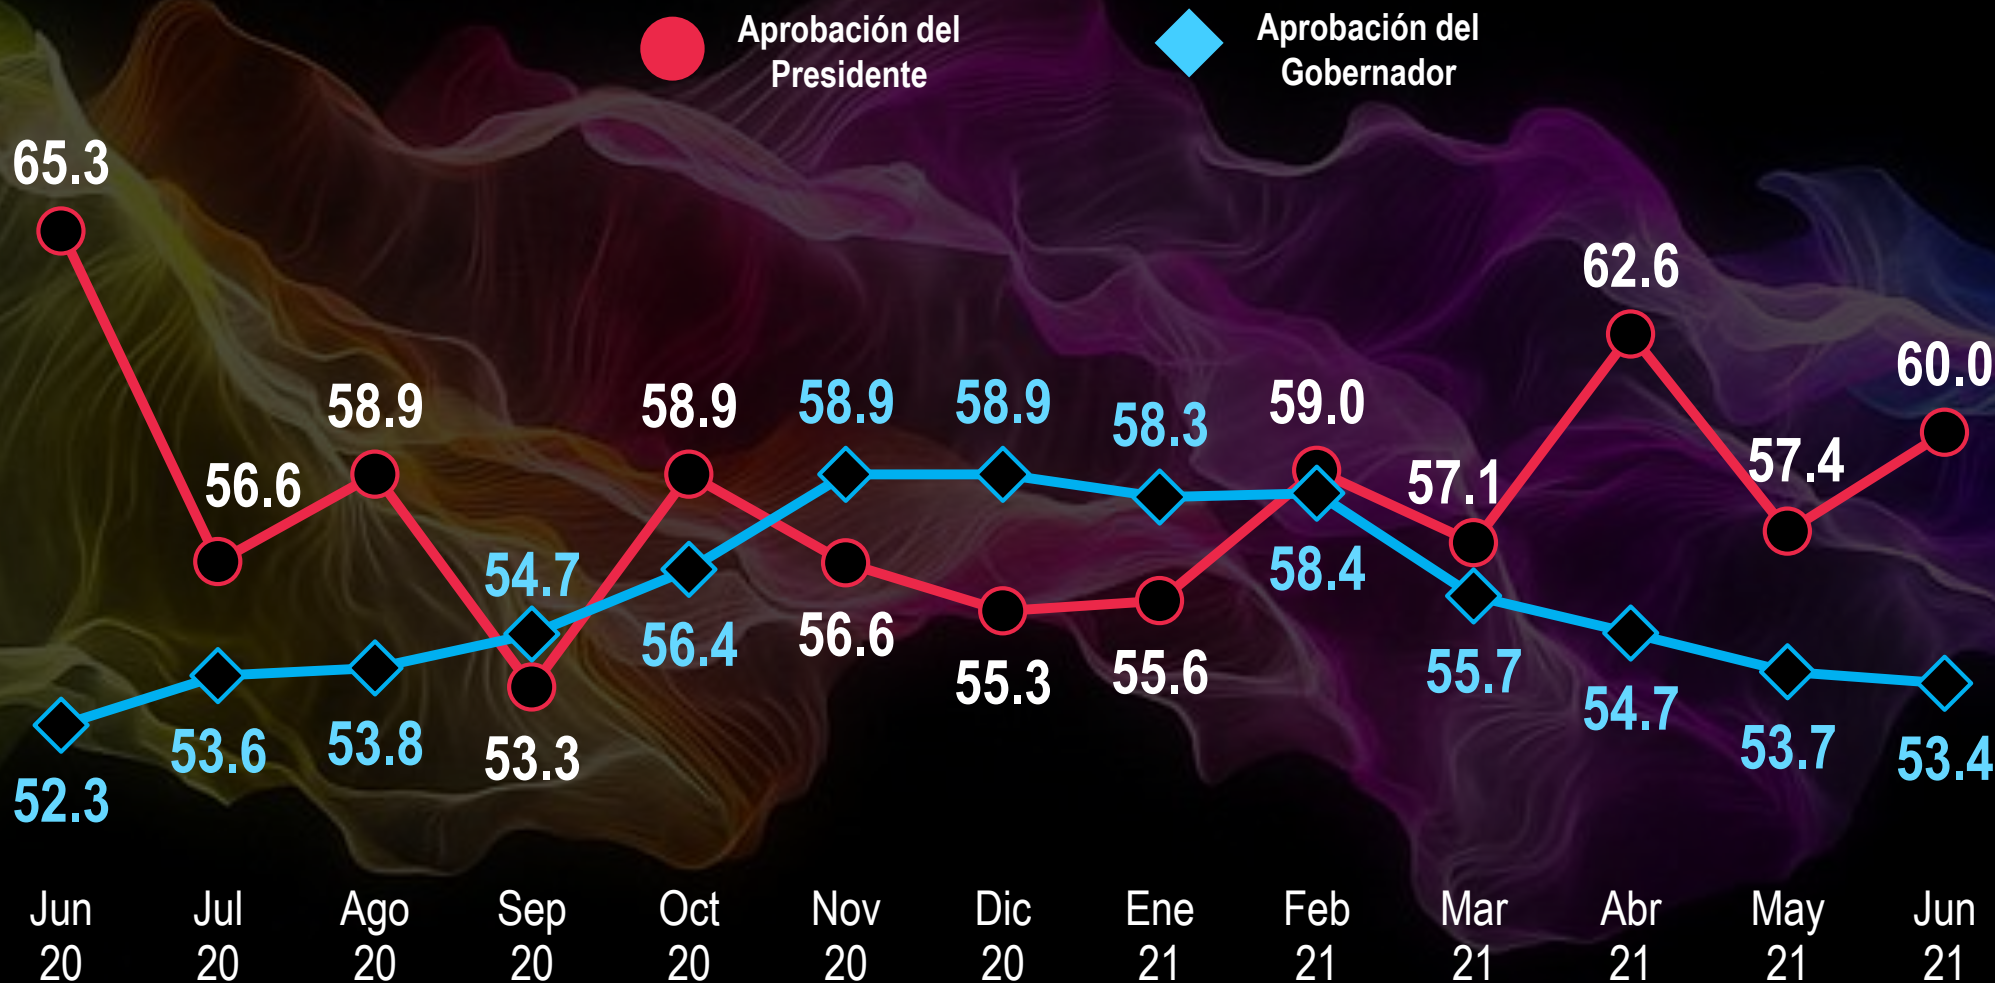 Aprobación del
Presidente
Aprobación del
Gobernador
65.3
56.6
58.9
53.3
58.9
56.6
55.3
55.6
59.0
57.1
62.6
57.4
60.0
52.3
53.6
53.8
54.7
56.4
58.9
58.9
58.3
58.4
55.7
54.7
53.7
53.4
Jun
20
Jul
20
Ago
20
Sep
20
Oct
20
Nov
20
Dic
20
Ene
21
Feb
21
Mar
21
Abr
21
May
21
Jun
21